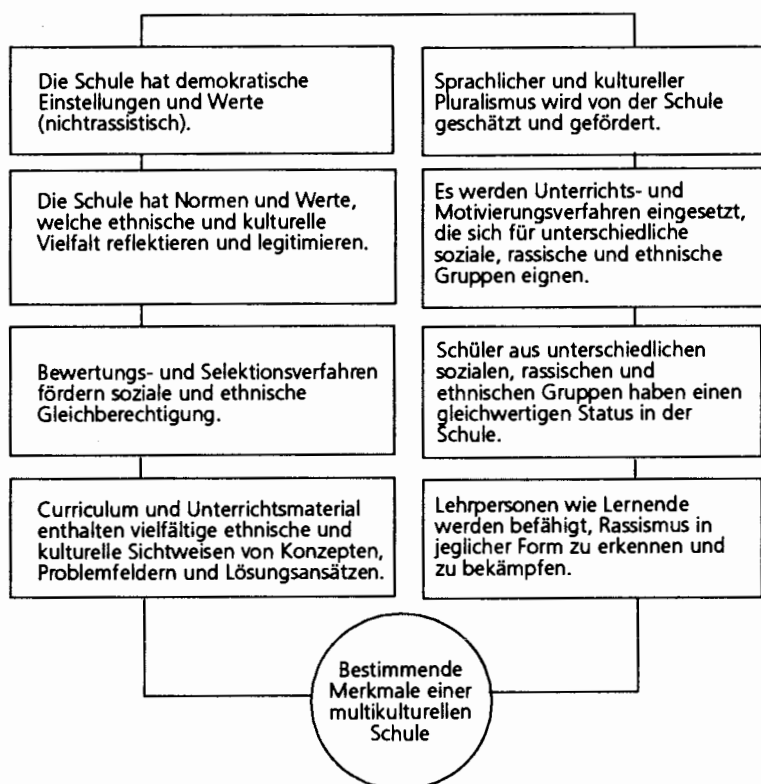 Die Schule hat demokratische
Einstellungen und Werte
(nichtrassistisch).
Die Schule hat Normen und Werte,
welche ethnische und kulturelle
Vielfalt reflektieren und legitimieren.
Bewertungs- und Selektionsverfahren
fördern soziale und ethnische
Gleichberechtigung.
Curriculum und Unterrichtsmaterial
enthalten vielfältige ethnische und
kulturelle Sichtweisen von Konzepten,
Problemfeldern und Lösungsansätzen.
Sprachlicher und kultureller
Pluralismus wird von der Schule
geschätzt und gefördert.
Es werden Unterrichts- und
Motivierungsverfahren eingesetzt,
die sich für unterschiedliche
soziale, rassische und ethnische
Gruppen eignen.
Schüler aus unterschiedlichen
sozialen, rassischen und
ethnischen Gruppen haben einen
gleichwertigen Status in der
Schule.
Lehrpersonen wie Lernende
werden befähigt, Rassismus in
jeglicher Form zu erkennen und
zu bekämpfen.
Bestimmende
Merkmale einer
multikulturellen
Schule